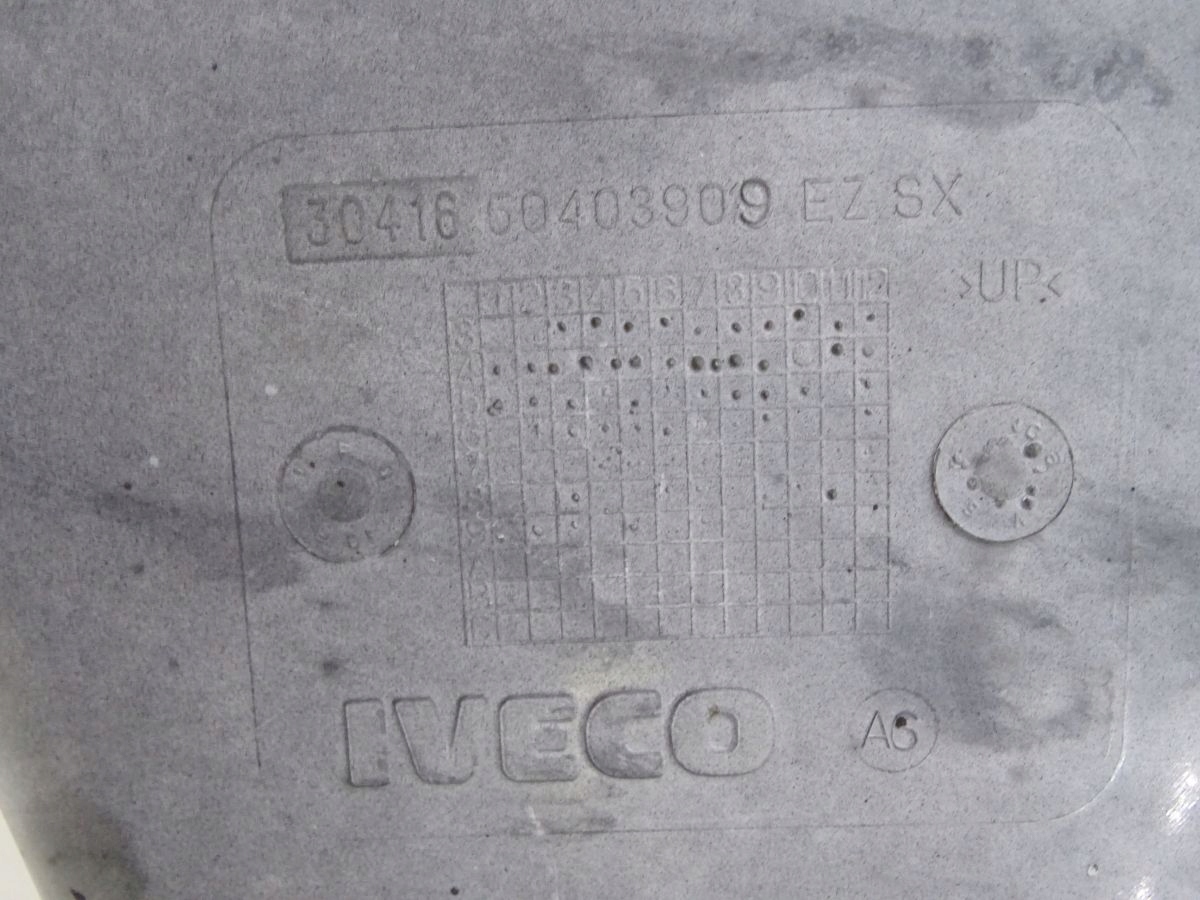 30416 50403909 EZ SX
>UP<
1 2 3 4 5 6 7 8 9 10 11 12
IVECO
A6